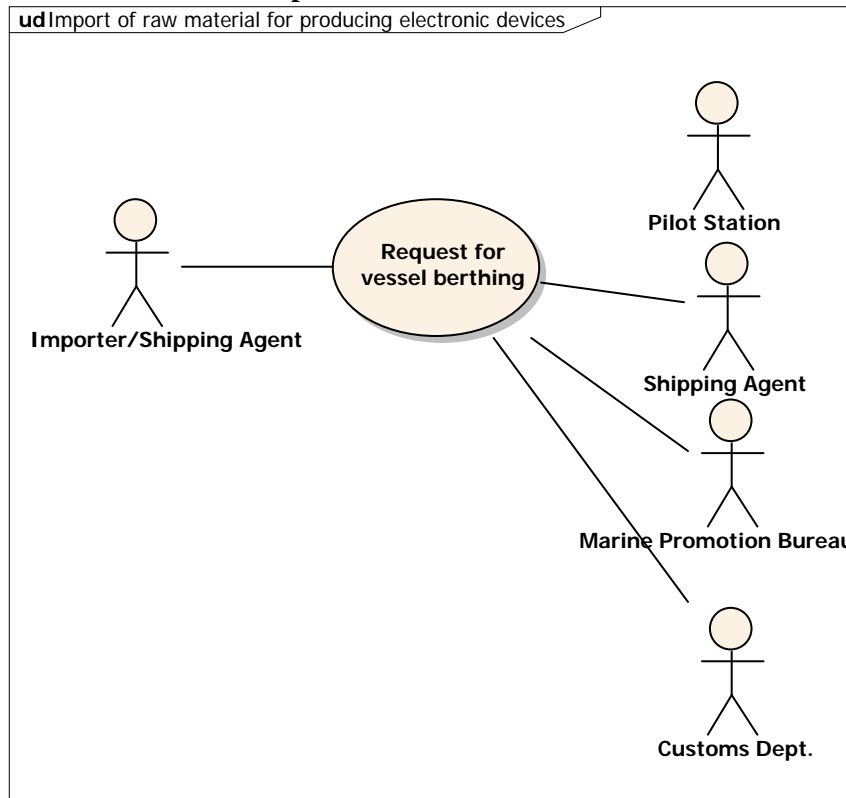 ud Import of raw material for producing electronic devices
Pilot Station
Request for
vessel berthing
Importer/Shipping Agent
Shipping Agent
Marine Promotion Bureau
Customs Dept.